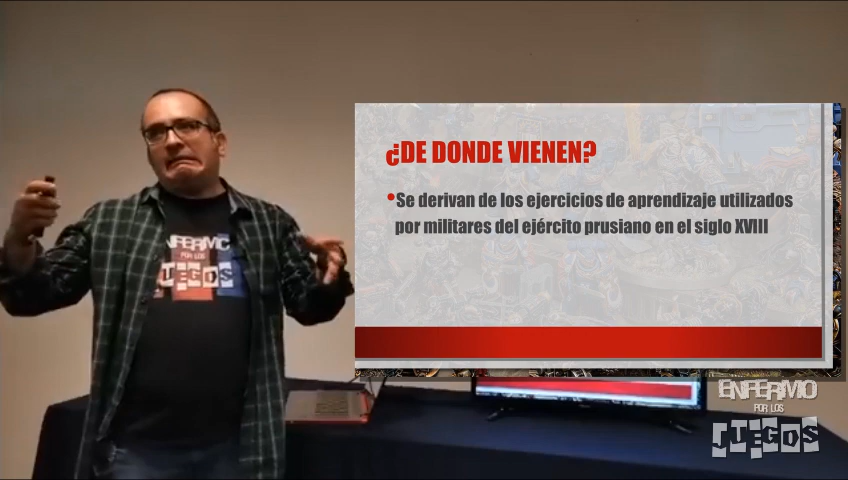 ¿DE DONDE VIENEN?
•Se derivan de los ejercicios de aprendizaje utilizados
por militares del ejército prusiano en el siglo XVIII
ENFERMO
POR LOS
JUEGOS
ENFERMO
POR LOS
JUEGOS